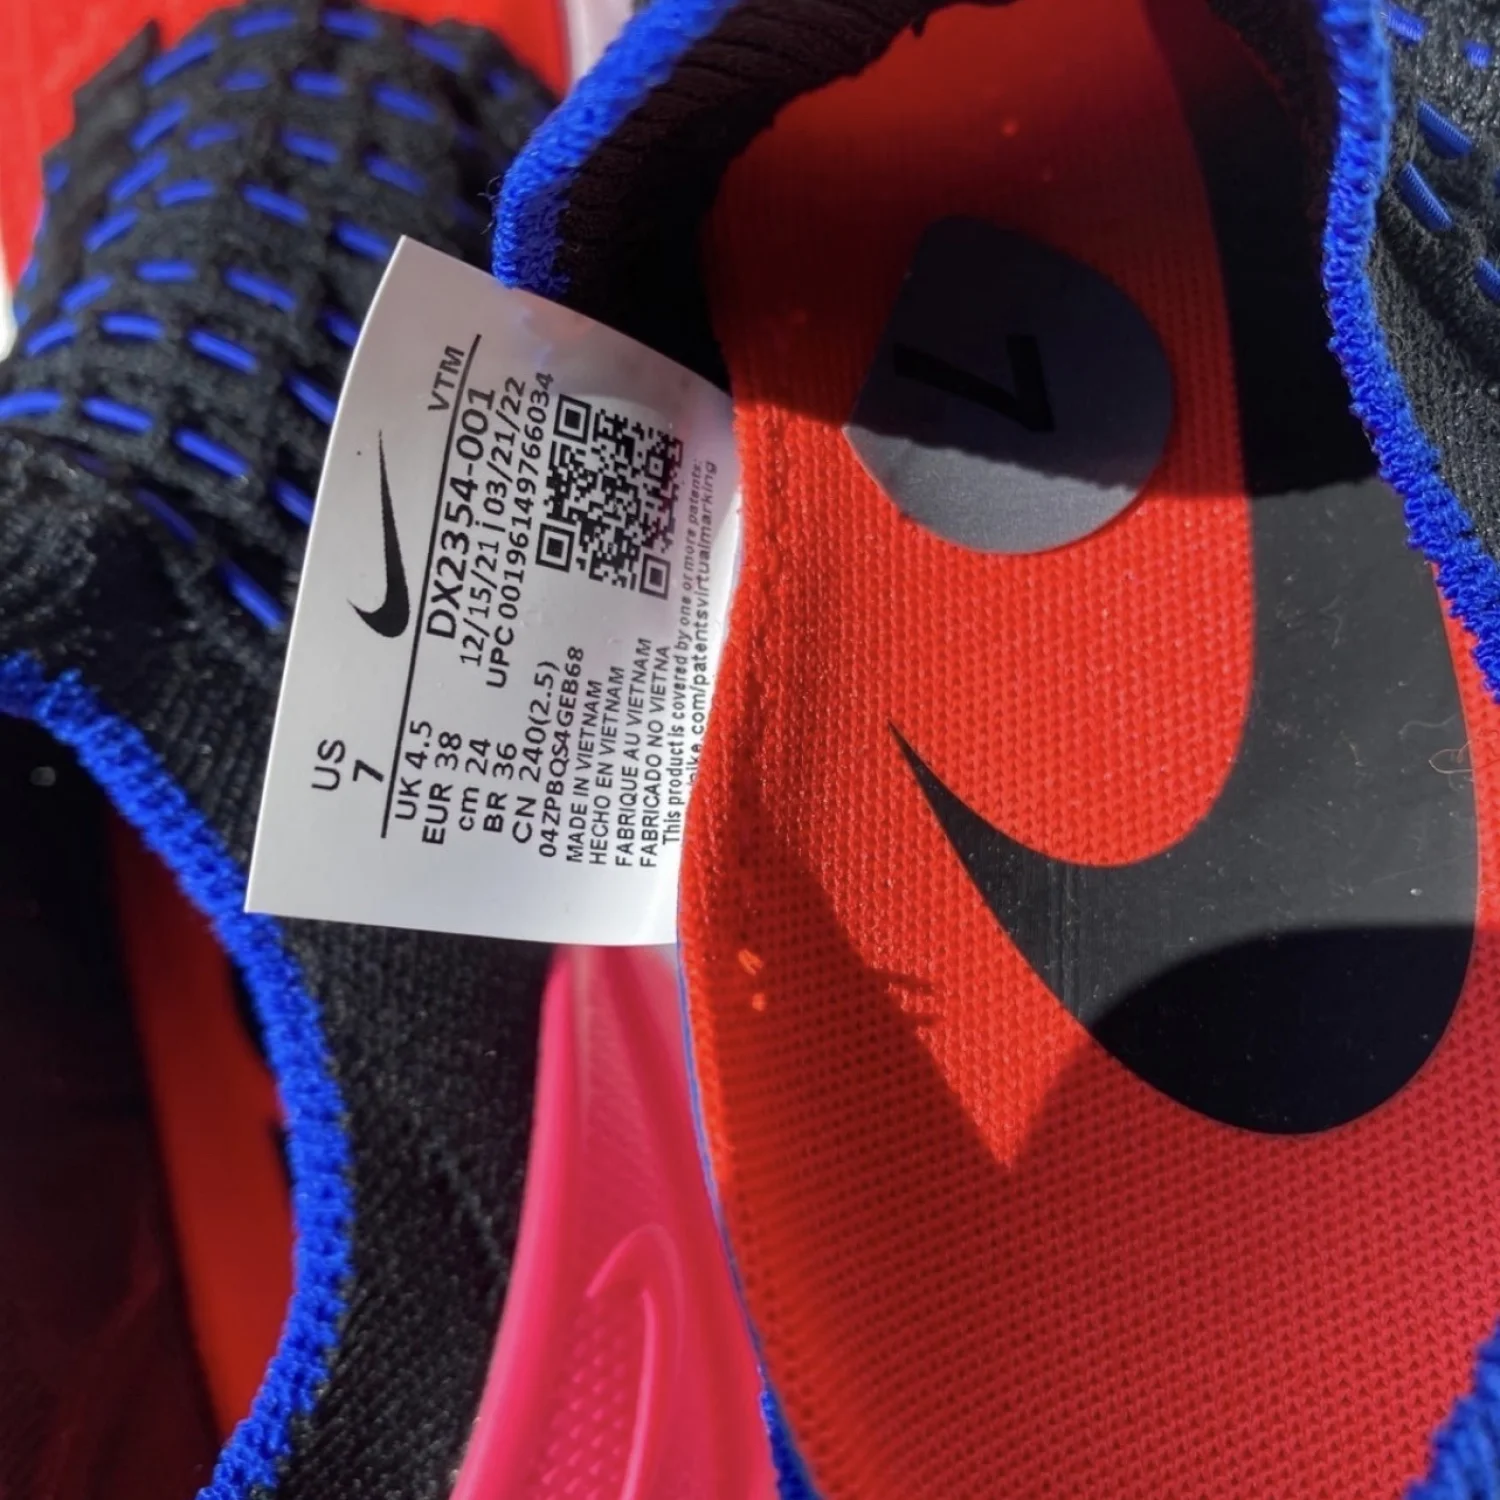 US
7
VTM
UK 4.5
EUR 38
cm 24
BR 36
CN 240(2.5)
DX2354-001
12/15/21 | 03/21/22
UPC 00196149766034
04ZPBQS4GEB68
MADE IN VIETNAM
HECHO EN VIETNAM
FABRIQUE AU VIETNAM
FABRICADO NO VIETNA
This product is covered by one or more patents:
nike.com/patentsvirtualmarking
7